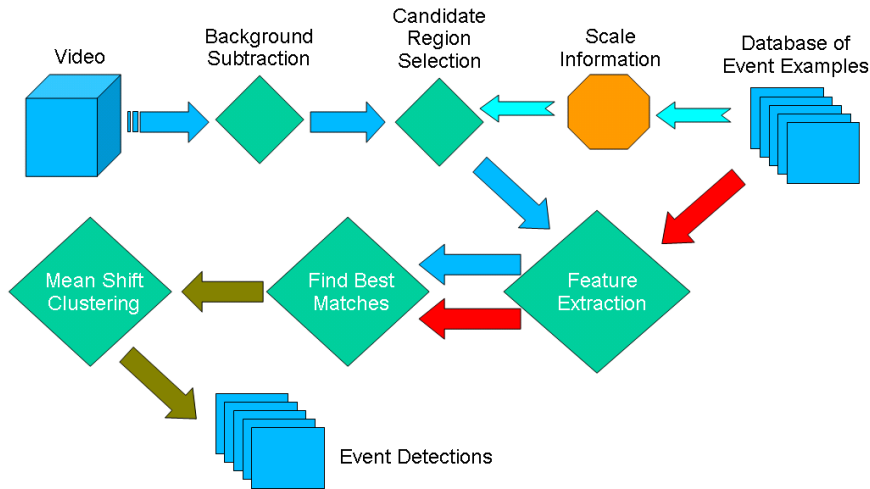 Video
Background
Subtraction
Candidate
Region
Selection
Scale
Information
Database of
Event Examples
Mean Shift
Clustering
Find Best
Matches
Feature
Extraction
Event Detections